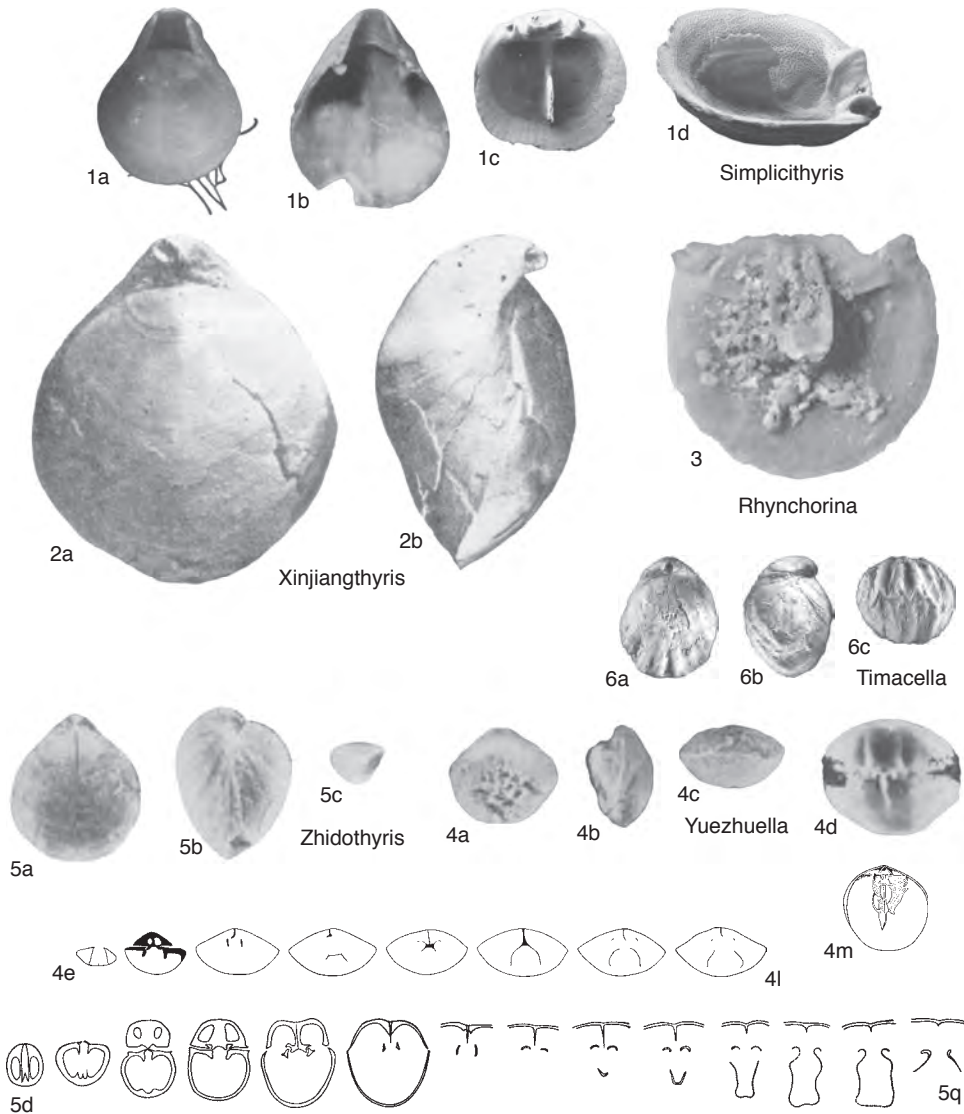 1a
1b
1c
1d
Simplicithyris
2a
2b
Xinjiangthyris
3
Rhynchorina
6a
6b
6c
Timacella
5a
5b
5c
Zhidothyris
4a
4b
4c
Yuezhuella
4d
4e
4l
4m
5d
5q